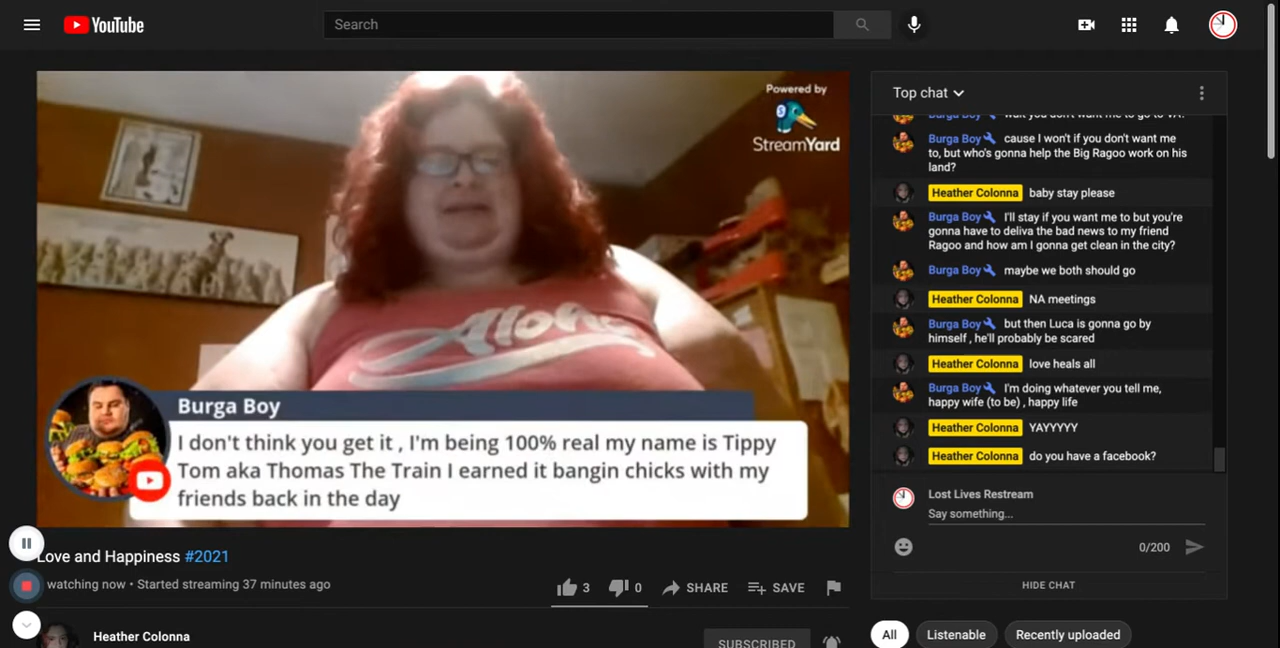 YouTube
Search
Powered by
StreamYard
Aloha
Burga Boy
I don't think you get it , I'm being 100% real my name is Tippy
Tom aka Thomas The Train I earned it bangin chicks with my
friends back in the day
Love and Happiness #2021
watching now • Started streaming 37 minutes ago
3
0
SHARE
SAVE
Heather Colonna
SUBSCRIBED
Top chat
Burga Boy wait you don't want me to go to VA?
Burga Boy cause I won't if you don't want me
to, but who's gonna help the Big Ragoo work on his
land?
Heather Colonna baby stay please
Burga Boy I'll stay if you want me to but you're
gonna have to deliva the bad news to my friend
Ragoo and how am I gonna get clean in the city?
Burga Boy maybe we both should go
Heather Colonna NA meetings
Burga Boy but then Luca is gonna go by
himself , he'll probably be scared
Heather Colonna love heals all
Burga Boy I'm doing whatever you tell me,
happy wife (to be) , happy life
Heather Colonna YAYYYYY
Heather Colonna do you have a facebook?
Lost Lives Restream
Say something...
0/200
HIDE CHAT
All
Listenable
Recently uploaded